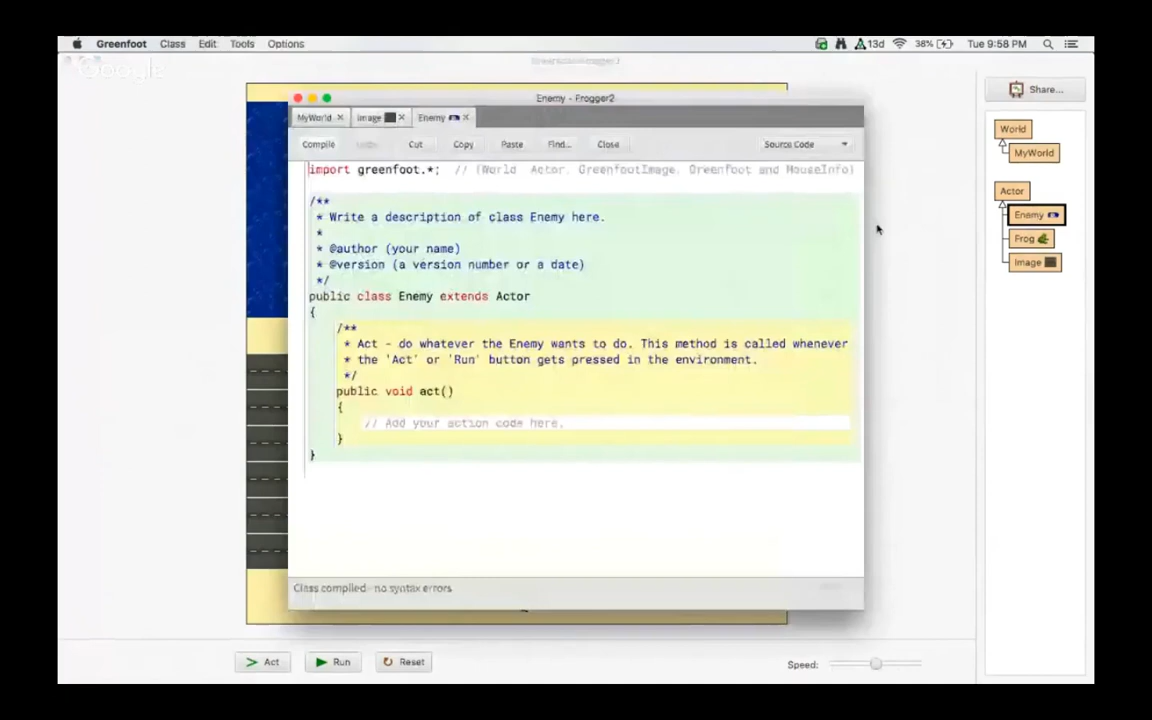 Greenfoot Class Edit Tools Options 13d 38% Tue 9:58 PM
Google
Share...
Enemy - Frogger2
MyWorld Image Enemy
Compile Cut Copy Paste Find... Close Source Code
import greenfoot.*; // (World Actor, GreenfootImage, Greenfoot and MouseInfo)
/**
* Write a description of class Enemy here.
*
* @author (your name)
* @version (a version number or a date)
*/
public class Enemy extends Actor
{
/**
* Act - do whatever the Enemy wants to do. This method is called whenever
* the 'Act' or 'Run' button gets pressed in the environment.
*/
public void act()
{
// Add your action code here.
}
}
Class compiled - no syntax errors
World
MyWorld
Actor
Enemy
Frog
Image
Act Run Reset Speed: